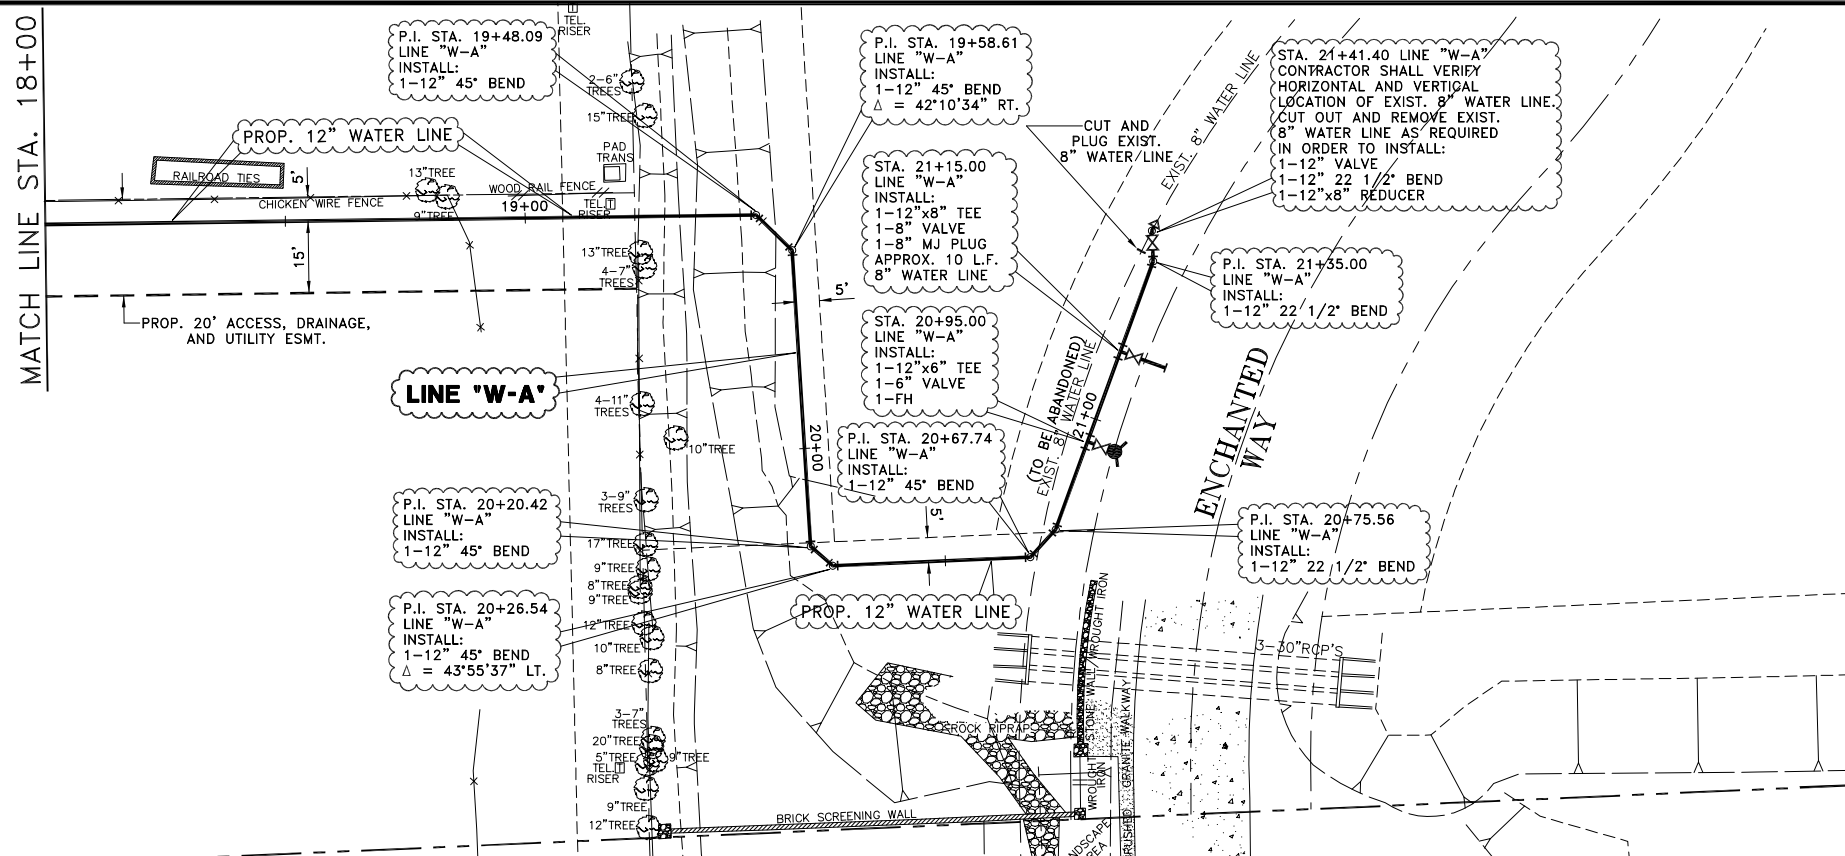 MATCH LINE STA. 18+00
P.I. STA. 19+48.09
LINE "W-A"
INSTALL:
1-12" 45° BEND
TEL.
RISER
2-6"
TREES
15"TREE
PAD
TRANS
PROP. 12" WATER LINE
RAILROAD TIES
5'
13"TREE
9"TREE
CHICKEN WIRE FENCE
WOOD RAIL FENCE
19+00
TEL.
RISER
15'
13"TREE
4-7"
TREES
PROP. 20' ACCESS, DRAINAGE,
AND UTILITY ESMT.
LINE "W-A"
4-11"
TREES
10"TREE
P.I. STA. 19+58.61
LINE "W-A"
INSTALL:
1-12" 45° BEND
Δ = 42°10'34" RT.
STA. 21+15.00
LINE "W-A"
INSTALL:
1-12"x8" TEE
1-8" VALVE
1-8" MJ PLUG
APPROX. 10 L.F.
8" WATER LINE
5'
STA. 20+95.00
LINE "W-A"
INSTALL:
1-12"x6" TEE
1-6" VALVE
1-FH
20+00
P.I. STA. 20+67.74
LINE "W-A"
INSTALL:
1-12" 45° BEND
5'
CUT AND
PLUG EXIST.
8" WATER LINE
EXIST. 8" WATER LINE
STA. 21+41.40 LINE "W-A"
CONTRACTOR SHALL VERIFY
HORIZONTAL AND VERTICAL
LOCATION OF EXIST. 8" WATER LINE.
CUT OUT AND REMOVE EXIST.
8" WATER LINE AS REQUIRED
IN ORDER TO INSTALL:
1-12" VALVE
1-12" 22 1/2° BEND
1-12"x8" REDUCER
P.I. STA. 21+35.00
LINE "W-A"
INSTALL:
1-12" 22 1/2° BEND
(TO BE ABANDONED)
EXIST. 8" WATER LINE
21+00
ENCHANTED
WAY
P.I. STA. 20+75.56
LINE "W-A"
INSTALL:
1-12" 22 1/2° BEND
P.I. STA. 20+20.42
LINE "W-A"
INSTALL:
1-12" 45° BEND
3-9"
TREES
17"TREE
9"TREE
8"TREE
9"TREE
P.I. STA. 20+26.54
LINE "W-A"
INSTALL:
1-12" 45° BEND
Δ = 43°55'37" LT.
12"TREE
10"TREE
8"TREE
PROP. 12" WATER LINE
3-30"RCP'S
3-7"
TREES
20"TREE
5"TREE
9"TREE
TEL.
RISER
9"TREE
12"TREE
ROCK RIPRAP
BRICK SCREENING WALL
STONE WALL/WROUGHT IRON
WROUGHT
IRON
GRANITE WALKWAY